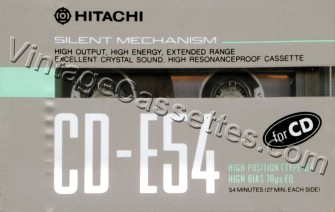 HITACHI
SILENT MECHANISM
HIGH OUTPUT, HIGH ENERGY, EXTENDED RANGE
EXCELLENT CRYSTAL SOUND, HIGH RESONANCEPROOF CASSETTE
VintageCassettes.com
for CD
CD-E54
HIGH POSITION (TYPE II)
HIGH BIAS 70μs EQ
54 MINUTES (27 MIN. EACH SIDE)